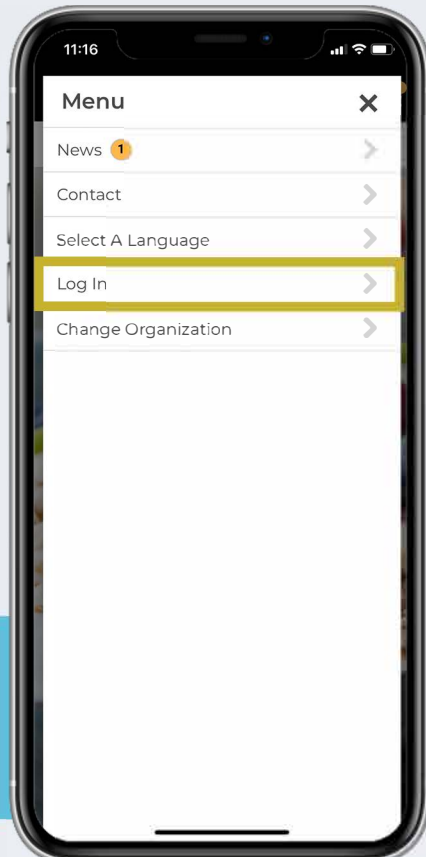 11:16
Menu
News 1
Contact
Select A Language
Log In
Change Organization